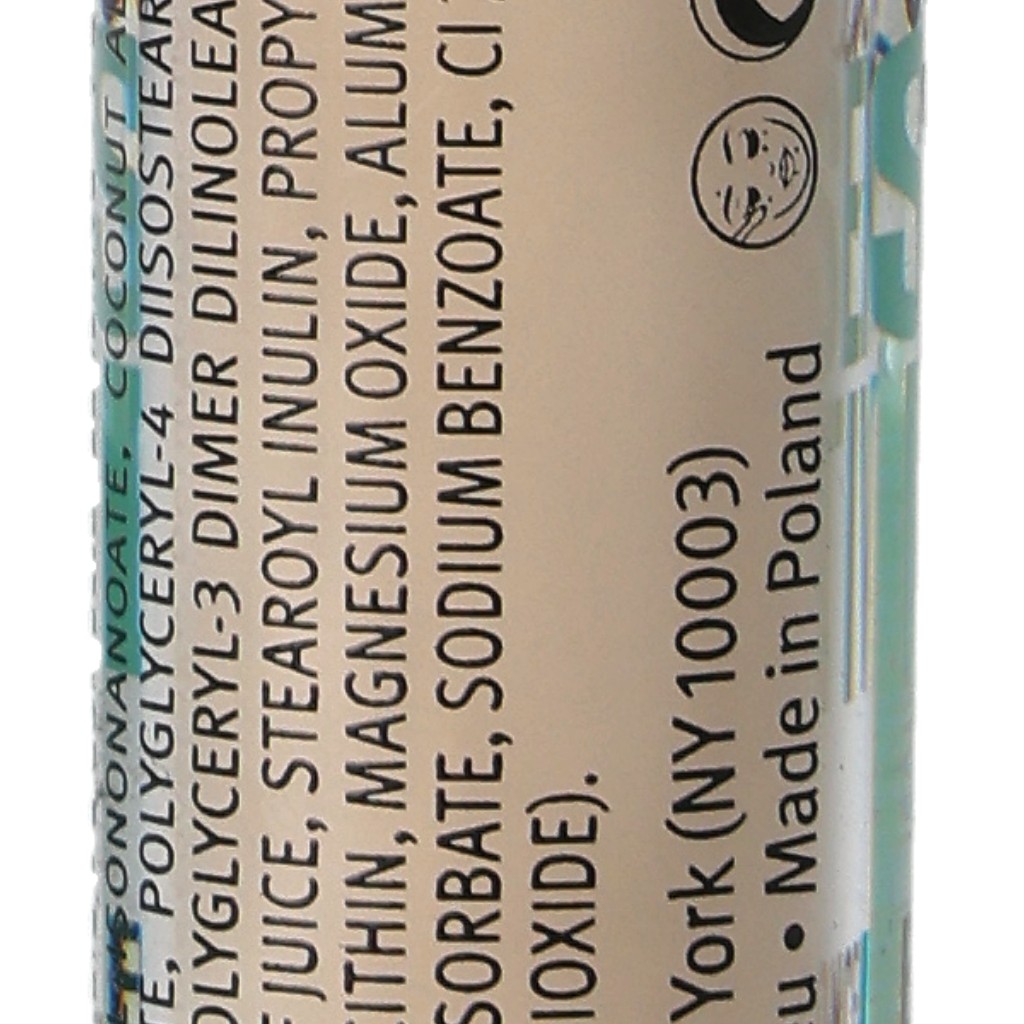 SONONANOATE, COCONUT A
TE, POLYGLYCERYL-4 DIISOSTEAR
OLYGLYCERYL-3 DIMER DILINOLEA
F JUICE, STEAROYL INULIN, PROPY
ITHIN, MAGNESIUM OXIDE, ALUM
SORBATE, SODIUM BENZOATE, CI
IOXIDE).
York (NY 10003)
u • Made in Poland